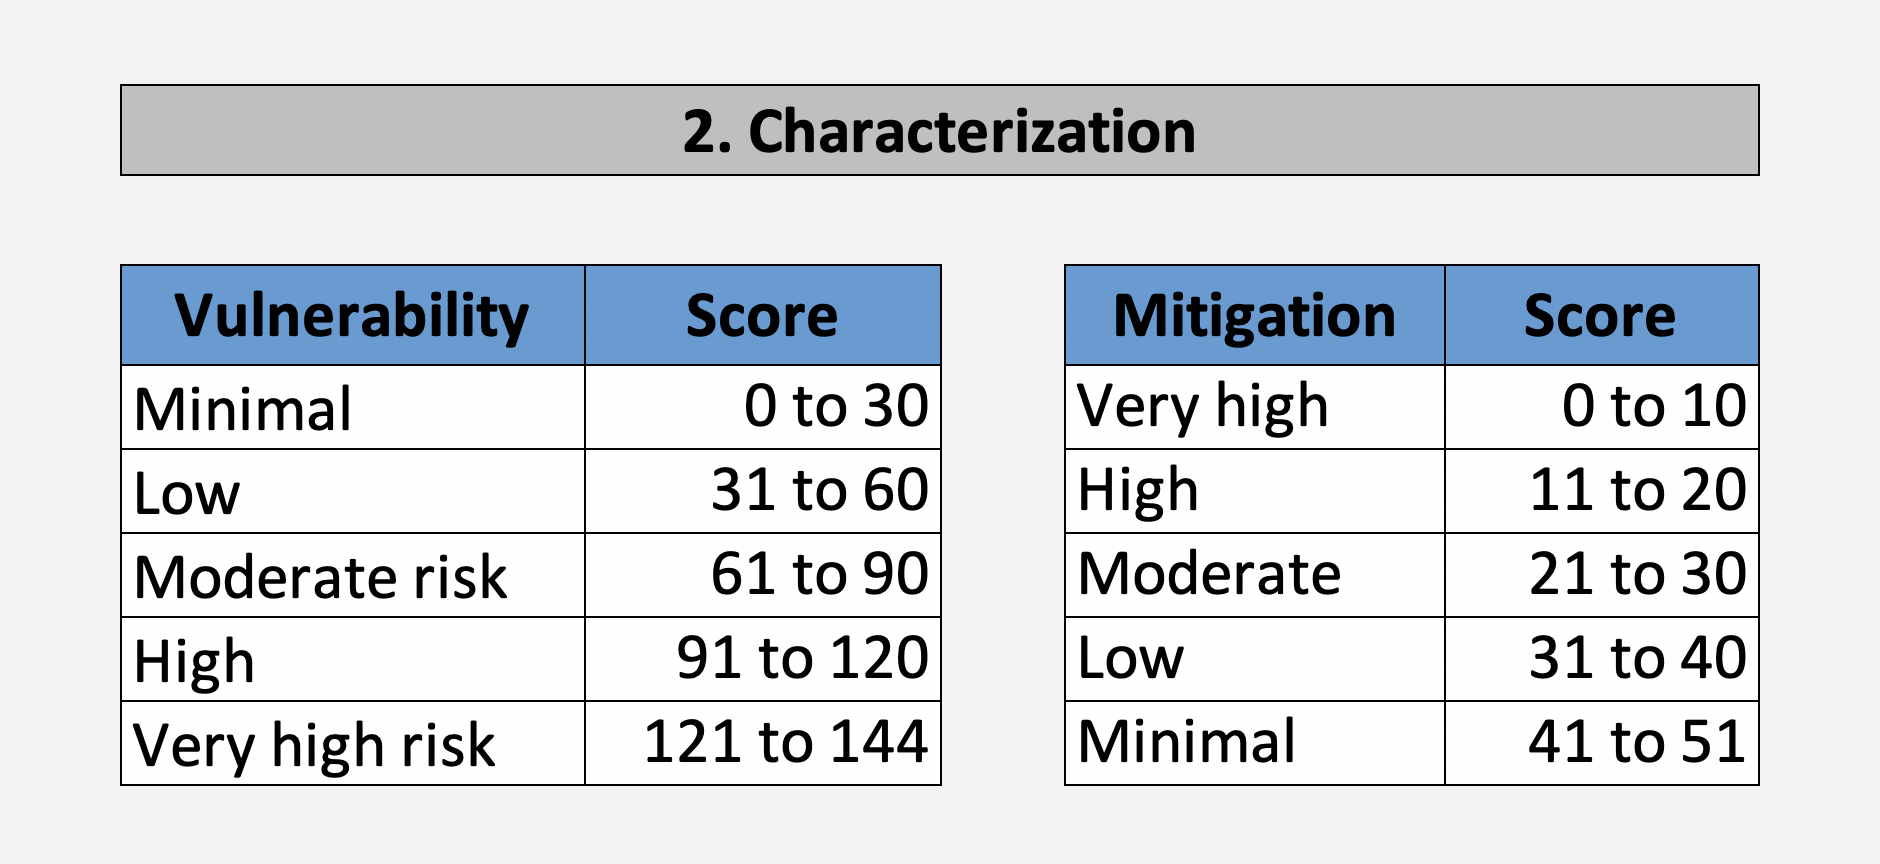 2. Characterization
Vulnerability Score
Minimal 0 to 30
Low 31 to 60
Moderate risk 61 to 90
High 91 to 120
Very high risk 121 to 144
Mitigation Score
Very high 0 to 10
High 11 to 20
Moderate 21 to 30
Low 31 to 40
Minimal 41 to 51